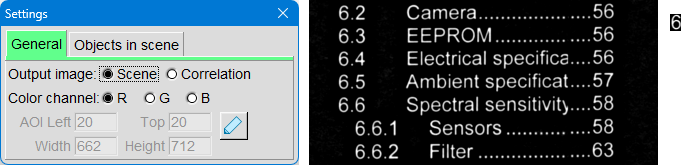 Settings
General Objects in scene
Output image: Scene Correlation
Color channel: R G B
AOI Left 20 Top 20
Width 662 Height 712
6.2 Camera....................56
6.3 EEPROM.................56
6.4 Electrical specifica....56
6.5 Ambient specificat....57
6.6 Spectral sensitivity....58
6.6.1 Sensors ................58
6.6.2 Filter .....................63
6